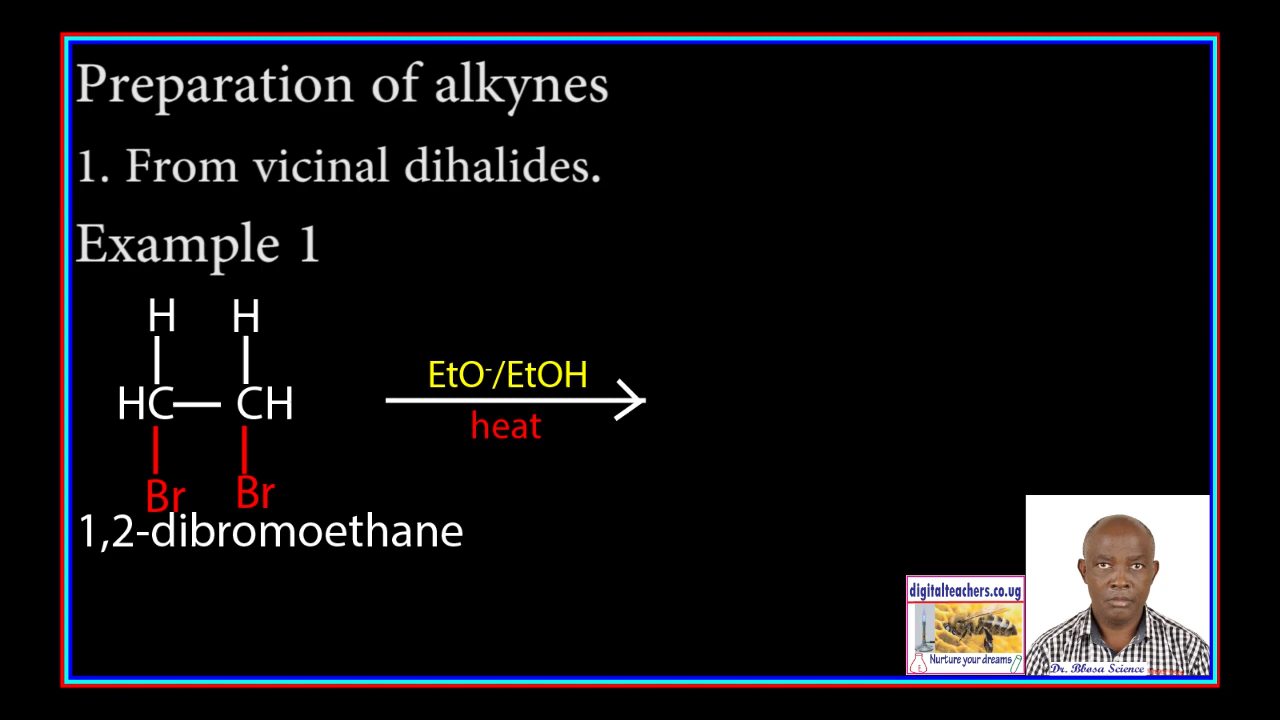 Preparation of alkynes
1. From vicinal dihalides.
Example 1
H H
HC CH
Br Br
EtO-/EtOH
heat
1,2-dibromoethane
digitalteachers.co.ug
Nurture your dreams
Dr. Bbosa Science